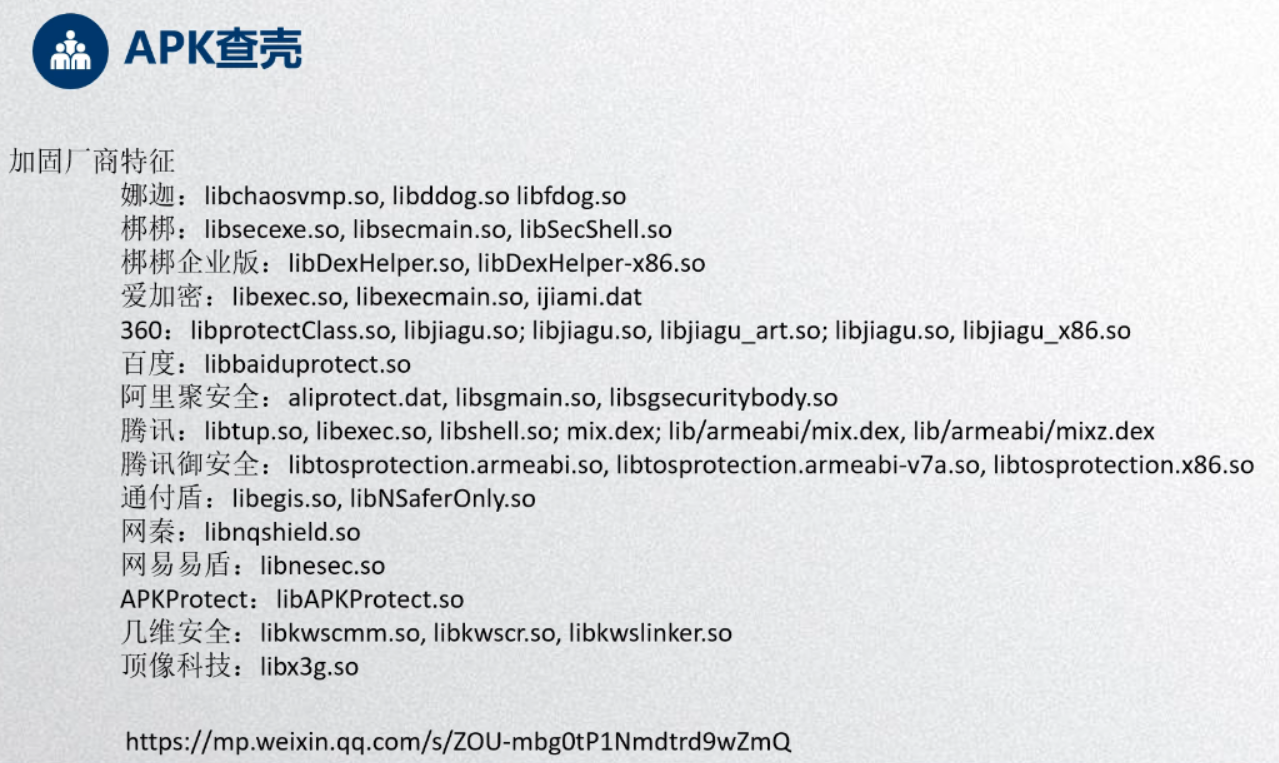 APK查壳
加固厂商特征
娜迦：libchaosvmp.so, libddog.so libfdog.so
梆梆：libsecexe.so, libsecmain.so, libSecShell.so
梆梆企业版：libDexHelper.so, libDexHelper-x86.so
爱加密：libexec.so, libexecmain.so, ijiami.dat
360：libprotectClass.so, libjiagu.so; libjiagu.so, libjiagu_art.so; libjiagu.so, libjiagu_x86.so
百度：libbaiduprotect.so
阿里聚安全：aliprotect.dat, libsgmain.so, libsgsecuritybody.so
腾讯：libtup.so, libexec.so, libshell.so; mix.dex; lib/armeabi/mix.dex, lib/armeabi/mixz.dex
腾讯御安全：libtosprotection.armeabi.so, libtosprotection.armeabi-v7a.so, libtosprotection.x86.so
通付盾：libegis.so, libNSaferOnly.so
网秦：libnqshield.so
网易易盾：libnesec.so
APKProtect：libAPKProtect.so
几维安全：libkwscmm.so, libkwscr.so, libkwslinker.so
顶像科技：libx3g.so
https://mp.weixin.qq.com/s/ZOU-mbg0tP1Nmdtrd9wZmQ